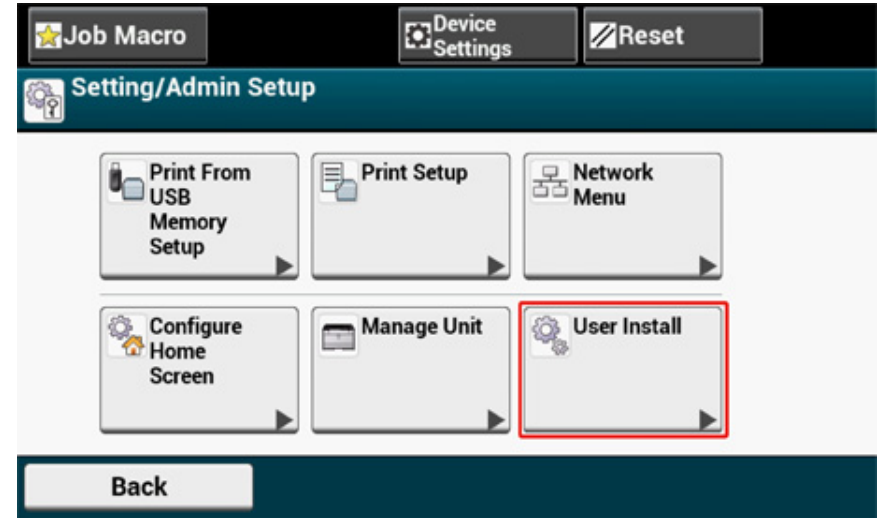 Job Macro
Device
Settings
Reset
Setting/Admin Setup
Print From
USB
Memory
Setup
Print Setup
Network
Menu
Configure
Home
Screen
Manage Unit
User Install
Back